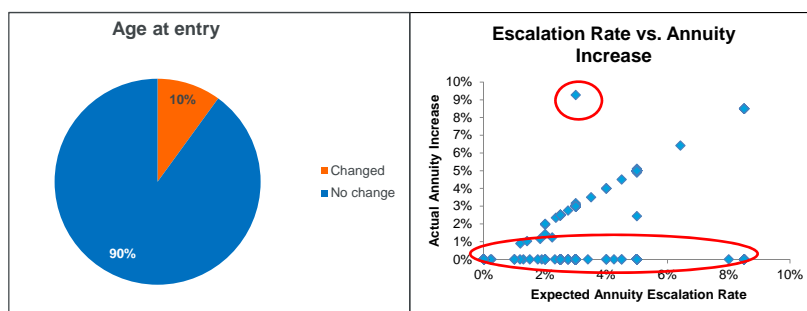 Age at entry
10%
90%
Changed
No change
Escalation Rate vs. Annuity
Increase
Actual Annuity Increase
10%
9%
8%
7%
6%
5%
4%
3%
2%
1%
0%
0% 2% 4% 6% 8% 10%
Expected Annuity Escalation Rate